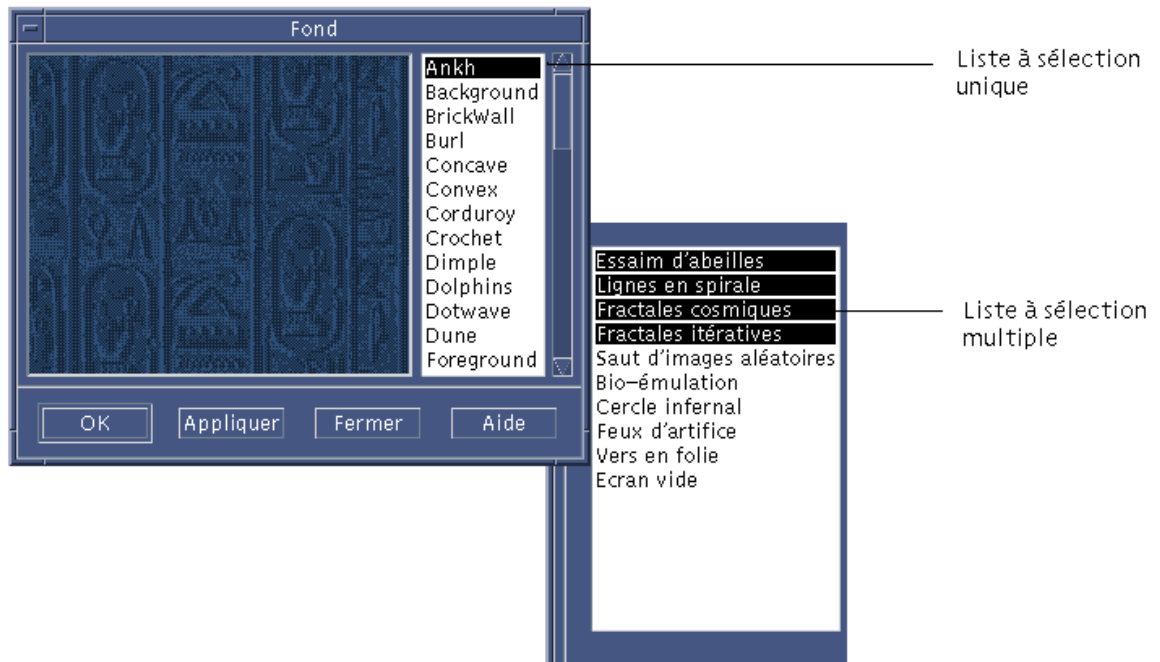 Fond
Ankh
Background
BrickWall
Burl
Concave
Convex
Corduroy
Crochet
Dimple
Dolphins
Dotwave
Dune
Foreground
OK
Appliquer
Fermer
Aide
Liste à sélection
unique
Essaim d'abeilles
Lignes en spirale
Fractales cosmiques
Fractales itératives
Saut d'images aléatoires
Bio-émulation
Cercle infernal
Feux d'artifice
Vers en folie
Ecran vide
Liste à sélection
multiple